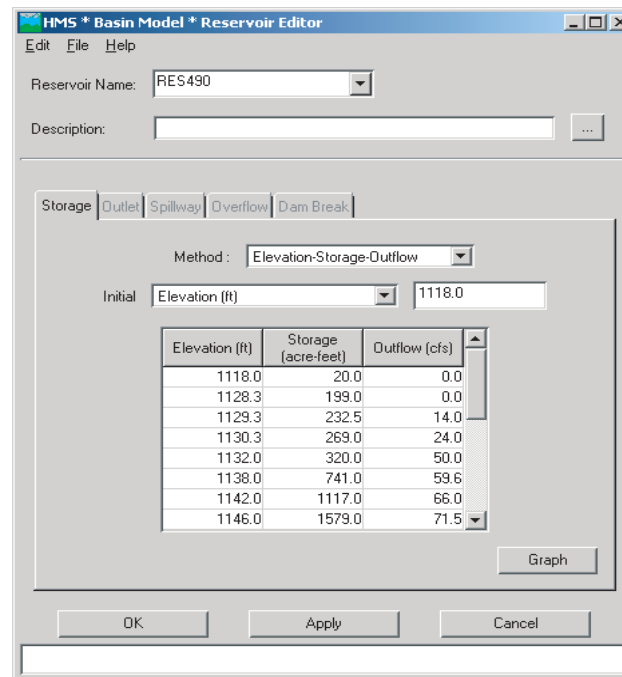 HMS * Basin Model * Reservoir Editor
Edit File Help
Reservoir Name: RES490
Description: ...
Storage Outlet Spillway Overflow Dam Break
Method : Elevation-Storage-Outflow
Initial Elevation (ft) 1118.0
Elevation (ft) Storage (acre-feet) Outflow (cfs)
1118.0 20.0 0.0
1128.3 199.0 0.0
1129.3 232.5 14.0
1130.3 269.0 24.0
1132.0 320.0 50.0
1138.0 741.0 59.6
1142.0 1117.0 66.0
1146.0 1579.0 71.5
Graph
OK Apply Cancel